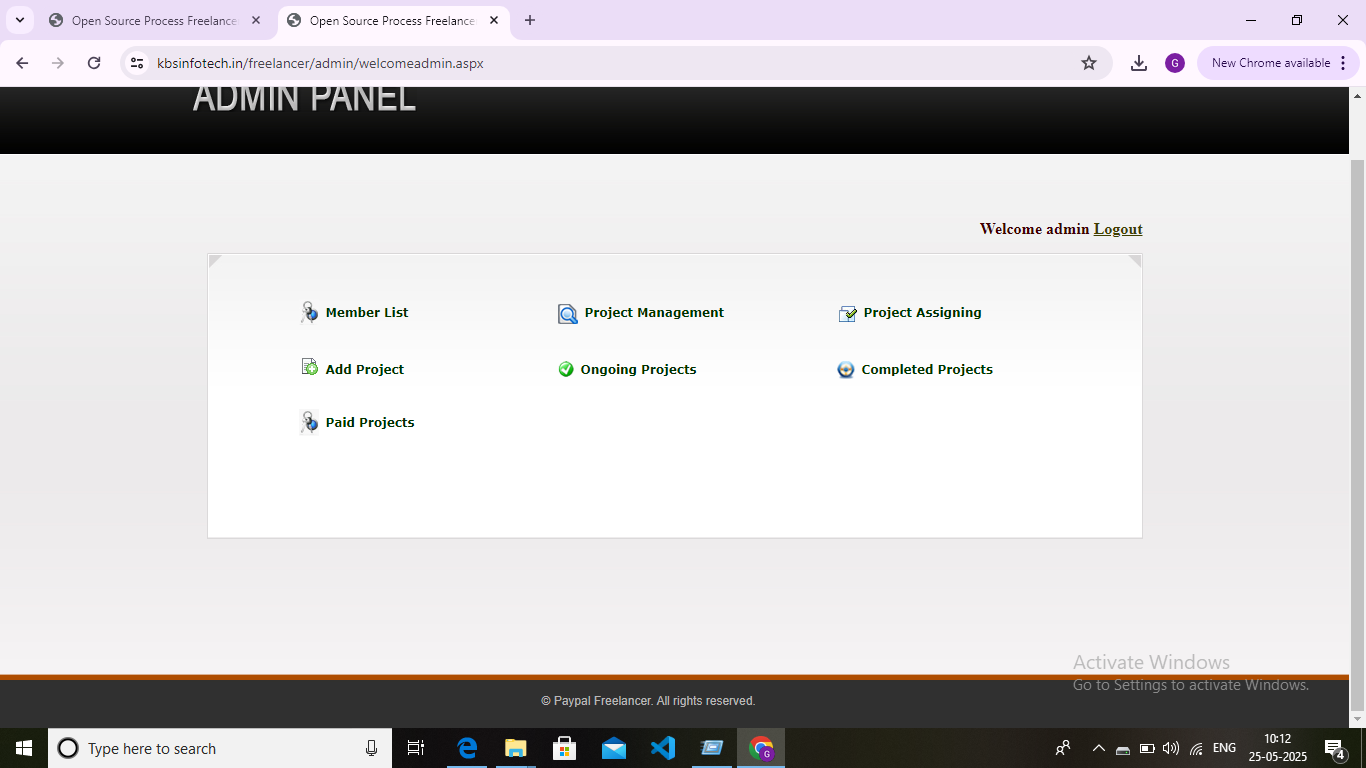 Open Source Process Freelance
Open Source Process Freelance
kbsinfotech.in/freelancer/admin/welcomeadmin.aspx
G
New Chrome available
ADMIN PANEL
Welcome admin Logout
Member List
Project Management
Project Assigning
Add Project
Ongoing Projects
Completed Projects
Paid Projects
Activate Windows
Go to Settings to activate Windows.
© Paypal Freelancer. All rights reserved.
Type here to search
G
ENG
10:12
25-05-2025
4